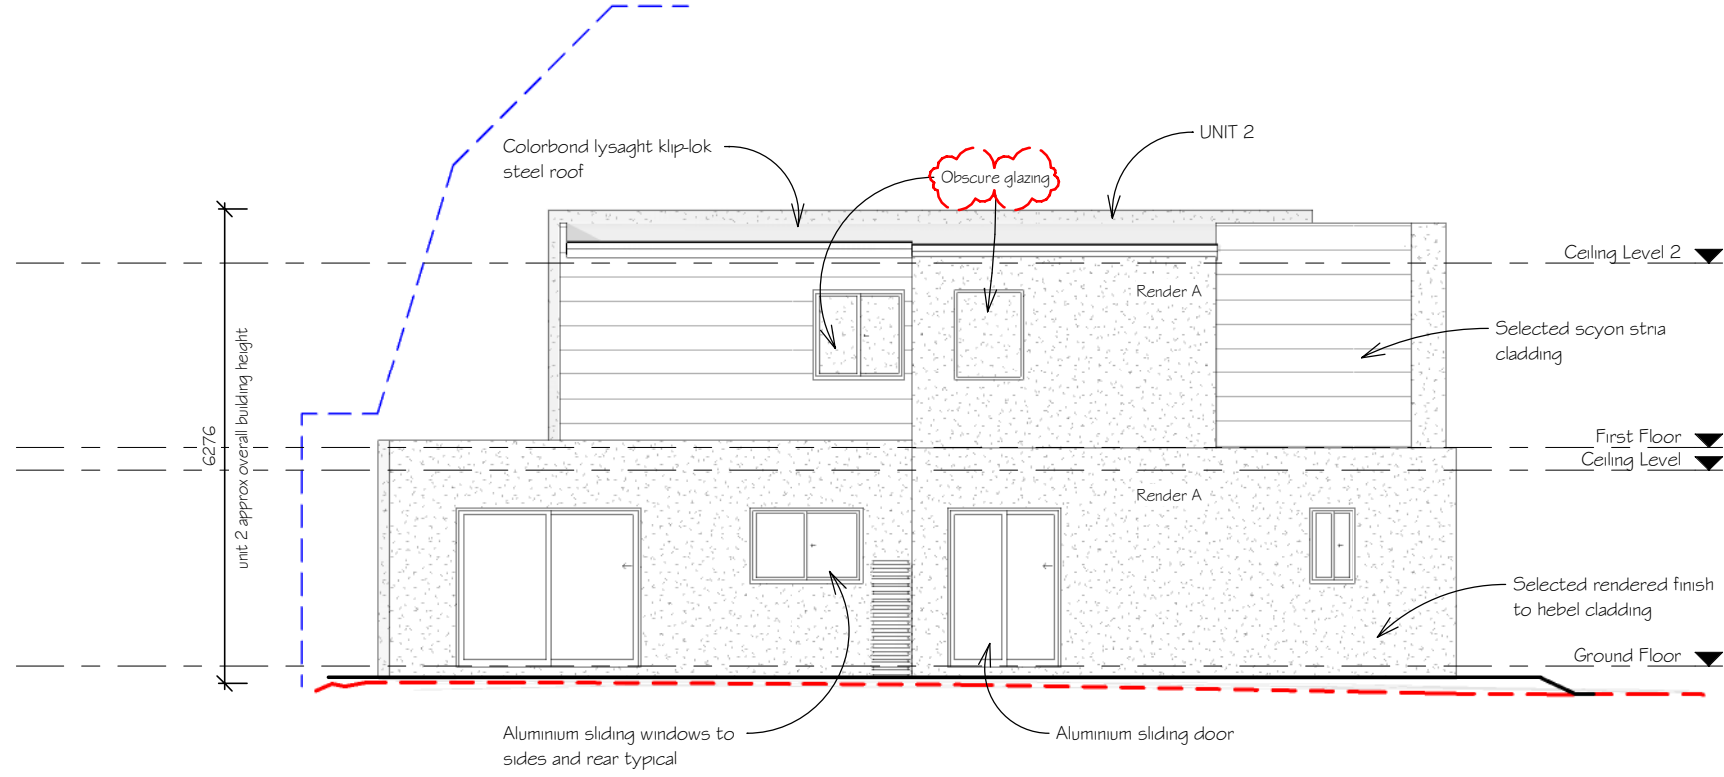 UNIT 2
Colorbond lysaght klip-lok
steel roof
Obscure glazing
Ceiling Level 2
Render A
Selected scyon stria
cladding
6276
unit 2 approx overall building height
First Floor
Ceiling Level
Render A
Selected rendered finish
to hebel cladding
Ground Floor
Aluminium sliding windows to
sides and rear typical
Aluminium sliding door